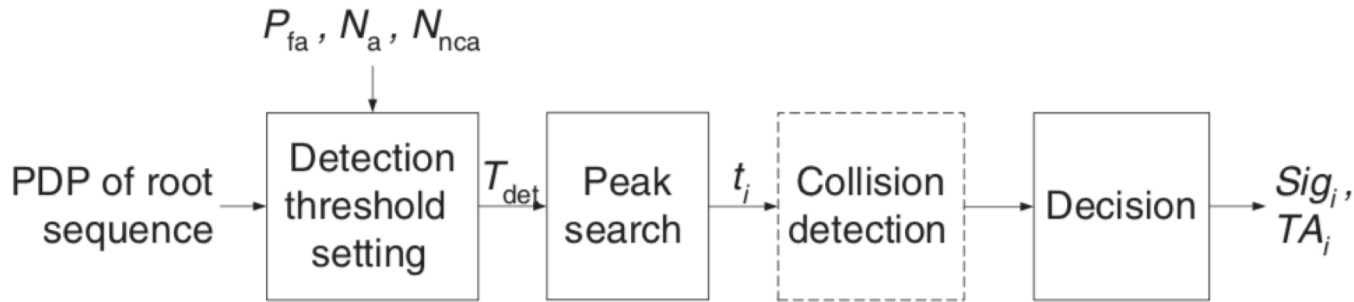 P_fa, N_a, N_nca
PDP of root
sequence
Detection
threshold
setting
T_det
Peak
search
t_i
Collision
detection
Decision
Sig_i,
TA_i